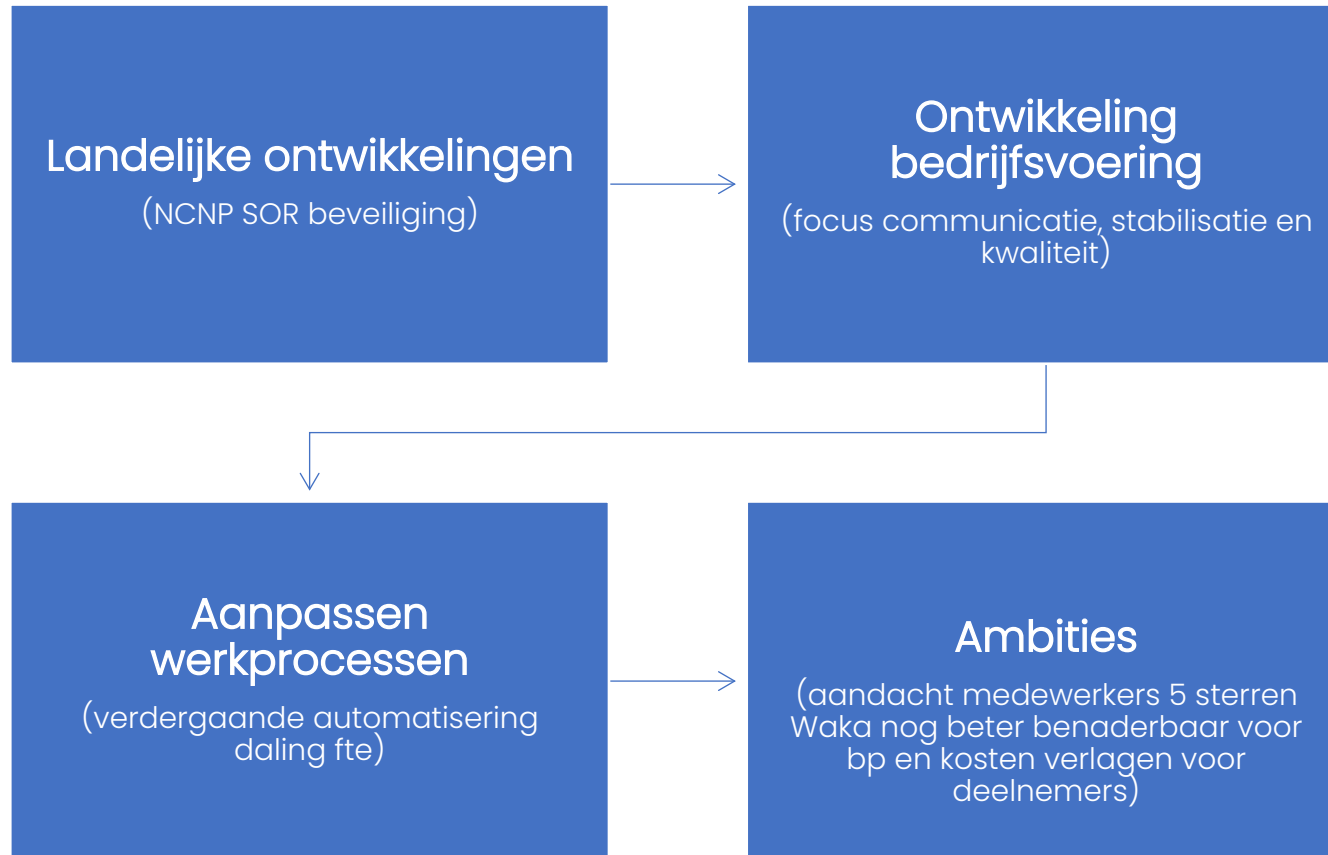 Landelijke ontwikkelingen
(NCNP SOR beveiliging)
Ontwikkeling
bedrijfsvoering
(focus communicatie, stabilisatie en
kwaliteit)
Aanpassen
werkprocessen
(verdergaande automatisering
daling fte)
Ambities
(aandacht medewerkers 5 sterren
Waka nog beter benaderbaar voor
bp en kosten verlagen voor
deelnemers)